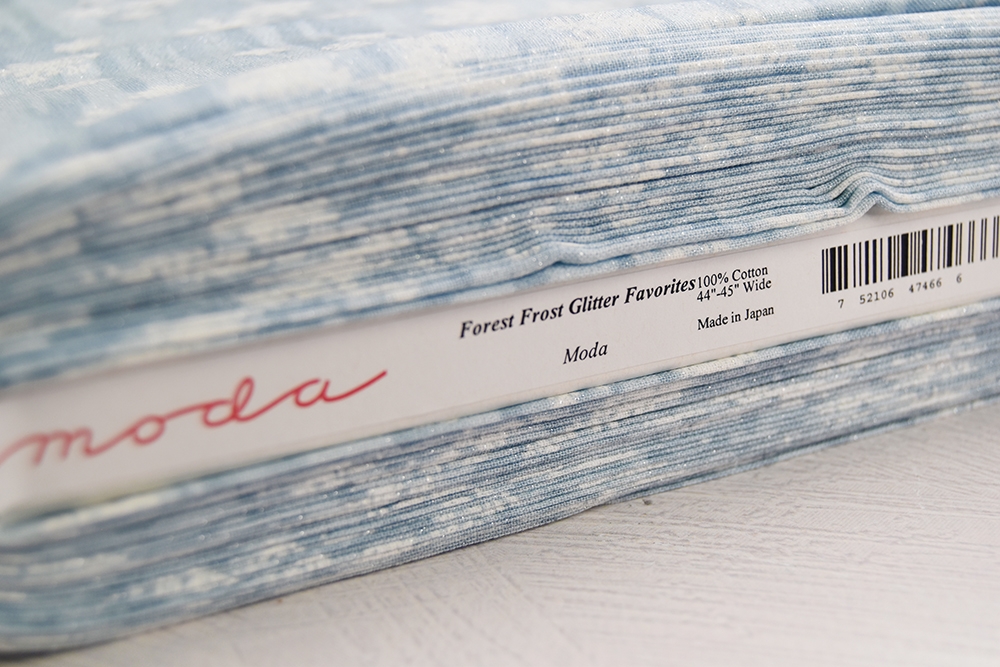 moda
Forest Frost Glitter Favorites
Moda
100% Cotton
44"-45" Wide
Made in Japan
7 52106 47466 6